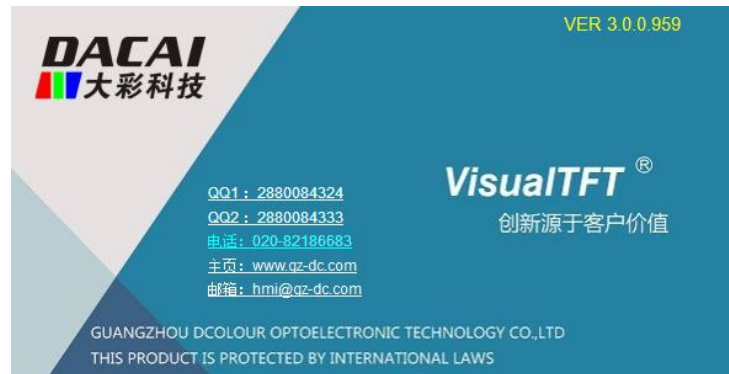 VER 3.0.0.959
DACAI
大彩科技
VisualTFT ®
创新源于客户价值
QQ1：2880084324
QQ2：2880084333
电话：020-82186683
主页：www.gz-dc.com
邮箱：hmi@gz-dc.com
GUANGZHOU DCOLOUR OPTOELECTRONIC TECHNOLOGY CO.,LTD
THIS PRODUCT IS PROTECTED BY INTERNATIONAL LAWS